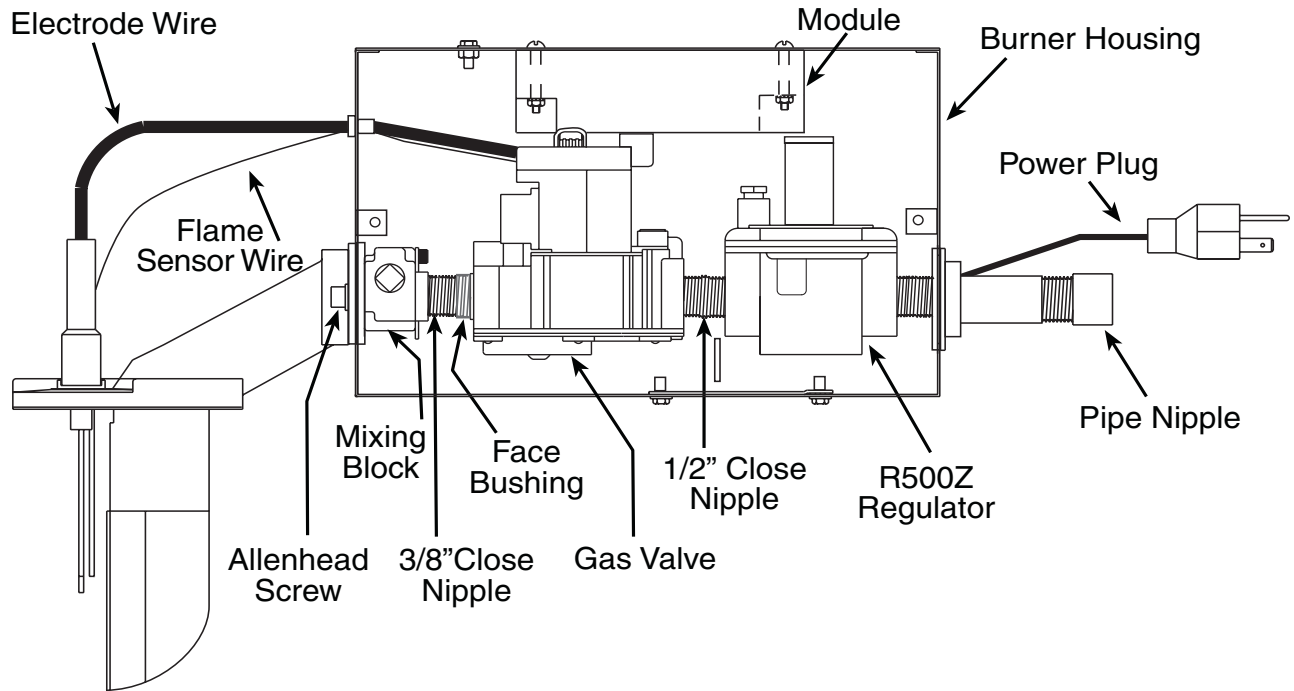 Electrode Wire
Module
Burner Housing
Power Plug
Flame
Sensor Wire
Pipe Nipple
Mixing
Block
Face
Bushing
1/2” Close
Nipple
R500Z
Regulator
Allenhead
Screw
3/8”Close
Nipple
Gas Valve